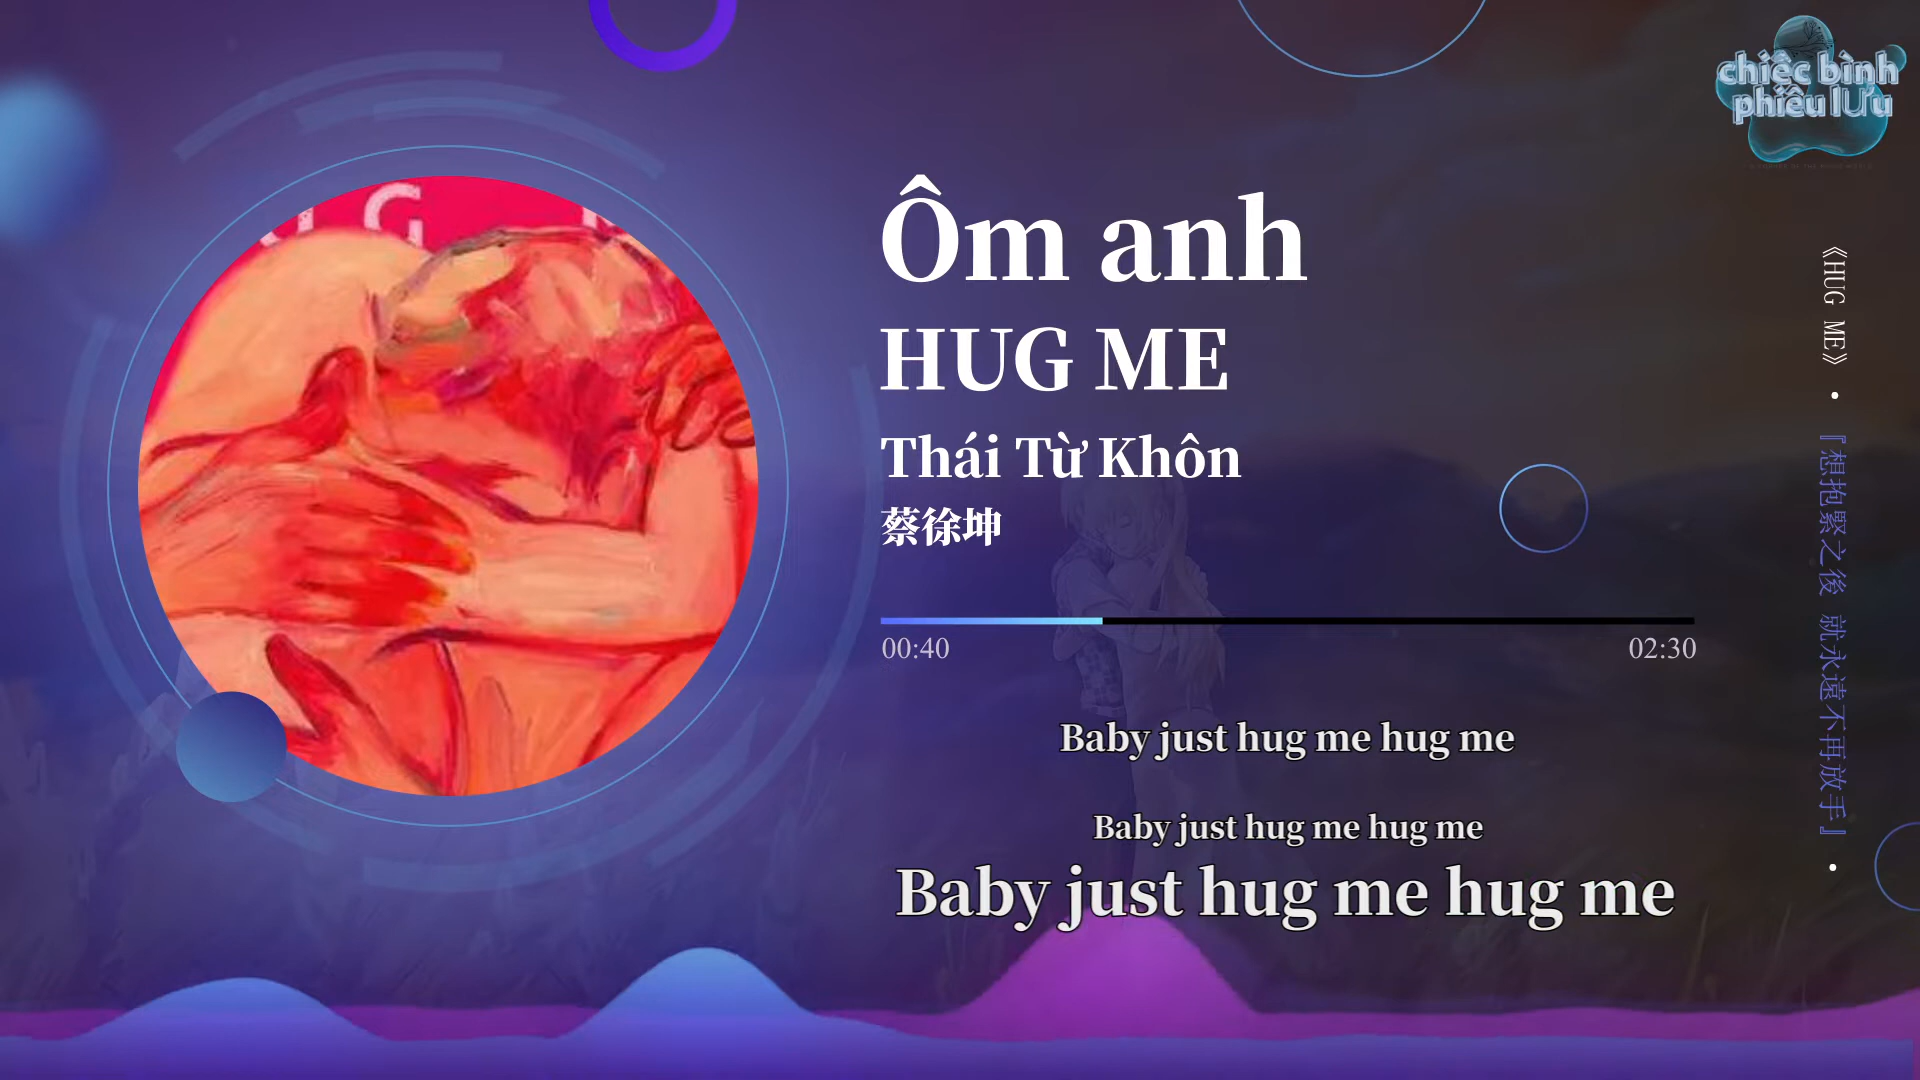 chiếc bình
phiêu lưu
UG
Ôm anh
HUG ME
Thái Từ Khôn
蔡徐坤
00:40
02:30
Baby just hug me hug me
Baby just hug me hug me
Baby just hug me hug me
《HUG ME》 • 『想抱緊之後 就永遠不再放手』 •